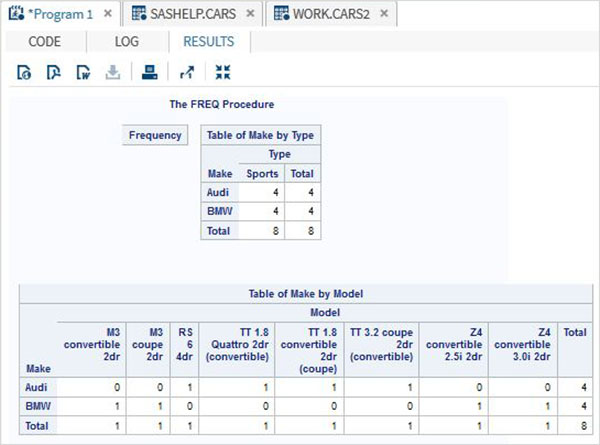 *Program 1 × SASHELP.CARS × WORK.CARS2 ×
CODE LOG RESULTS
The FREQ Procedure
Frequency
Table of Make by Type
Type
Make Sports Total
Audi 4 4
BMW 4 4
Total 8 8
Table of Make by Model
Model
Make M3 convertible 2dr M3 coupe 2dr RS 6 4dr TT 1.8 Quattro 2dr (convertible) TT 1.8 convertible 2dr (coupe) TT 3.2 coupe 2dr (convertible) Z4 convertible 2.5i 2dr Z4 convertible 3.0i 2dr Total
Audi 0 0 1 1 1 1 0 0 4
BMW 1 1 0 0 0 0 1 1 4
Total 1 1 1 1 1 1 1 1 8